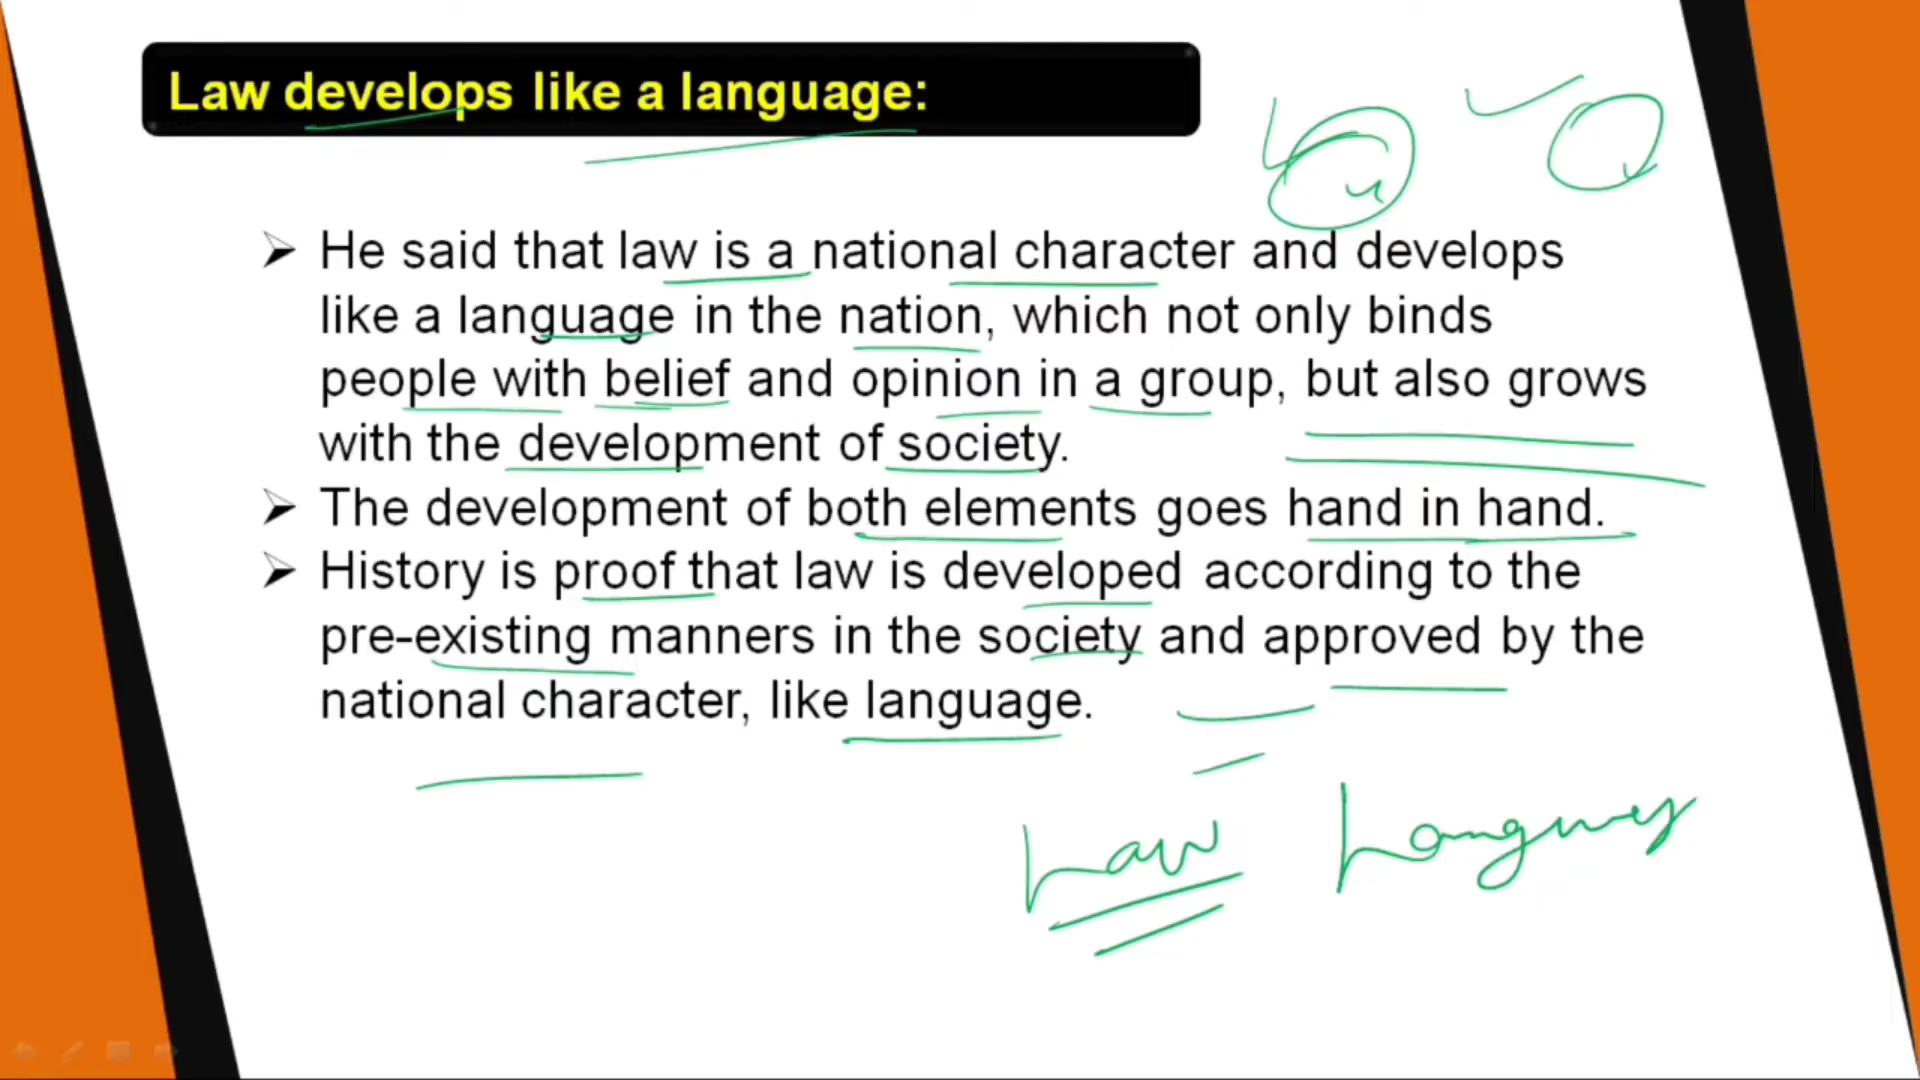 Law develops like a language:
He said that law is a national character and develops
like a language in the nation, which not only binds
people with belief and opinion in a group, but also grows
with the development of society.
The development of both elements goes hand in hand.
History is proof that law is developed according to the
pre-existing manners in the society and approved by the
national character, like language.
Law